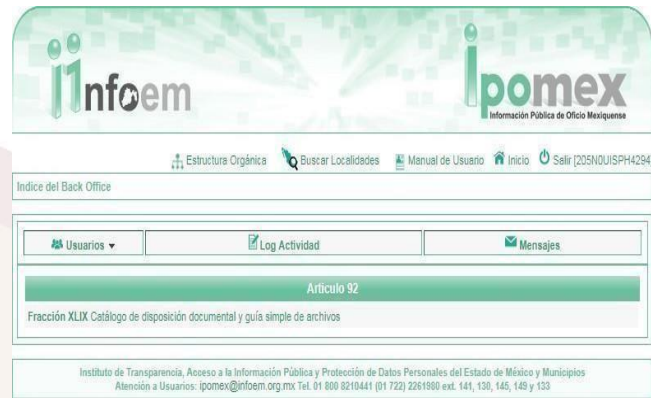 infoem
ipomex
Información Pública de Oficio Mexiquense
Estructura Orgánica Buscar Localidades Manual de Usuario Inicio Salir [205N0UISPH4294
Indice del Back Office
Usuarios Log Actividad Mensajes
Articulo 92
Fracción XLIX Catálogo de disposición documental y guía simple de archivos
Instituto de Transparencia, Acceso a la Información Pública y Protección de Datos Personales del Estado de México y Municipios
Atención a Usuarios: ipomex@infoem.org.mx Tel. 01 800 8210441 (01 722) 2261980 ext. 141, 130, 145, 149 y 133